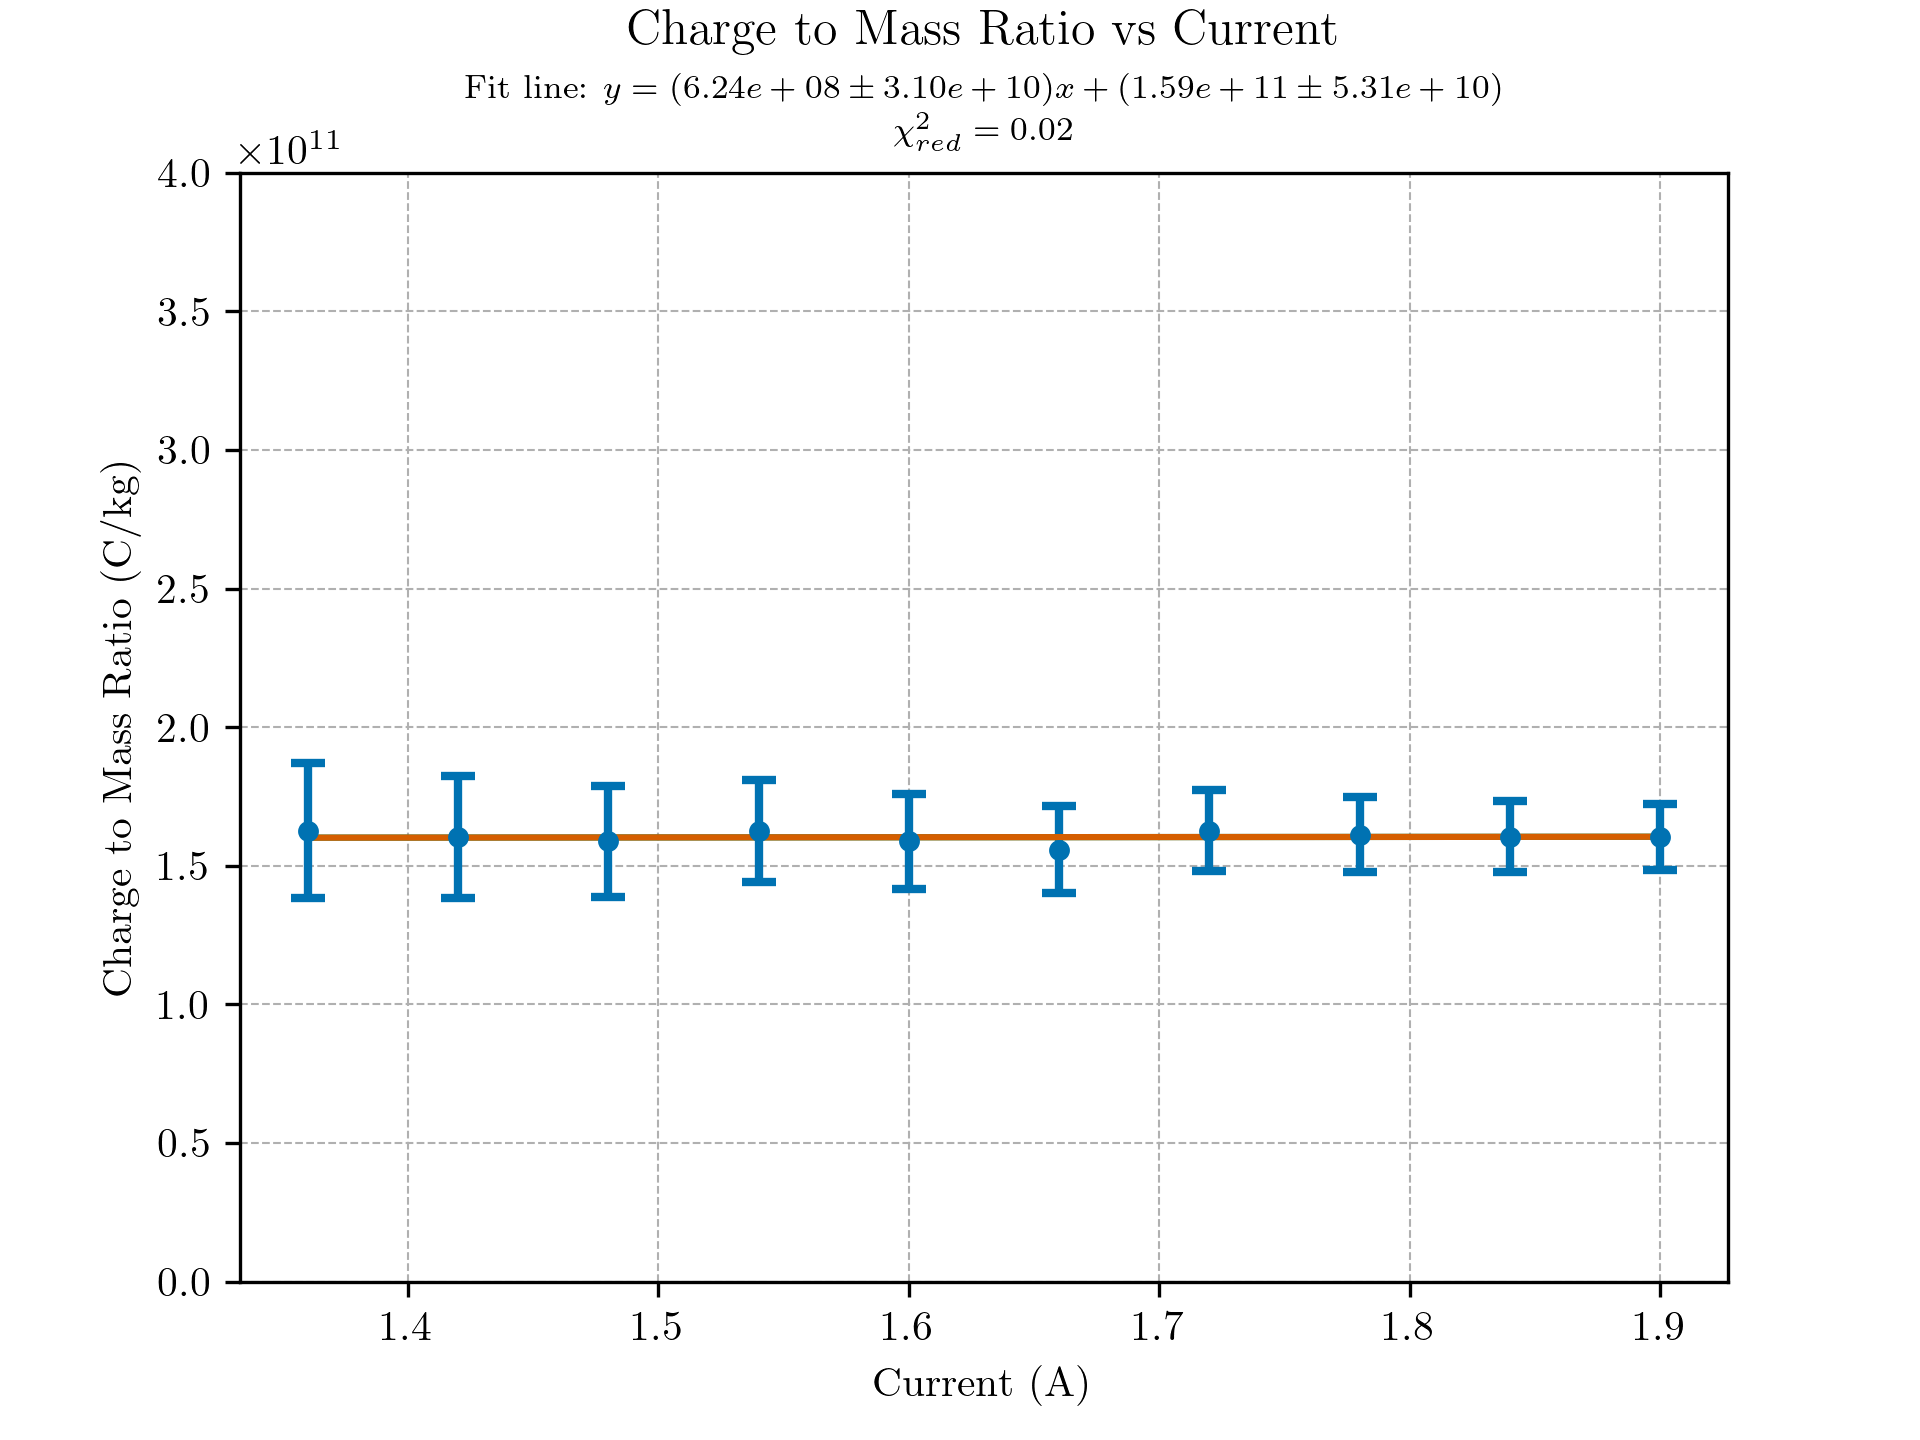 Charge to Mass Ratio vs Current
Fit line: y = (6.24e + 08 ± 3.10e + 10)x + (1.59e + 11 ± 5.31e + 10)
χ²_red = 0.02
×10¹¹
4.0
3.5
3.0
2.5
2.0
1.5
1.0
0.5
0.0
Charge to Mass Ratio (C/kg)
1.4 1.5 1.6 1.7 1.8 1.9
Current (A)